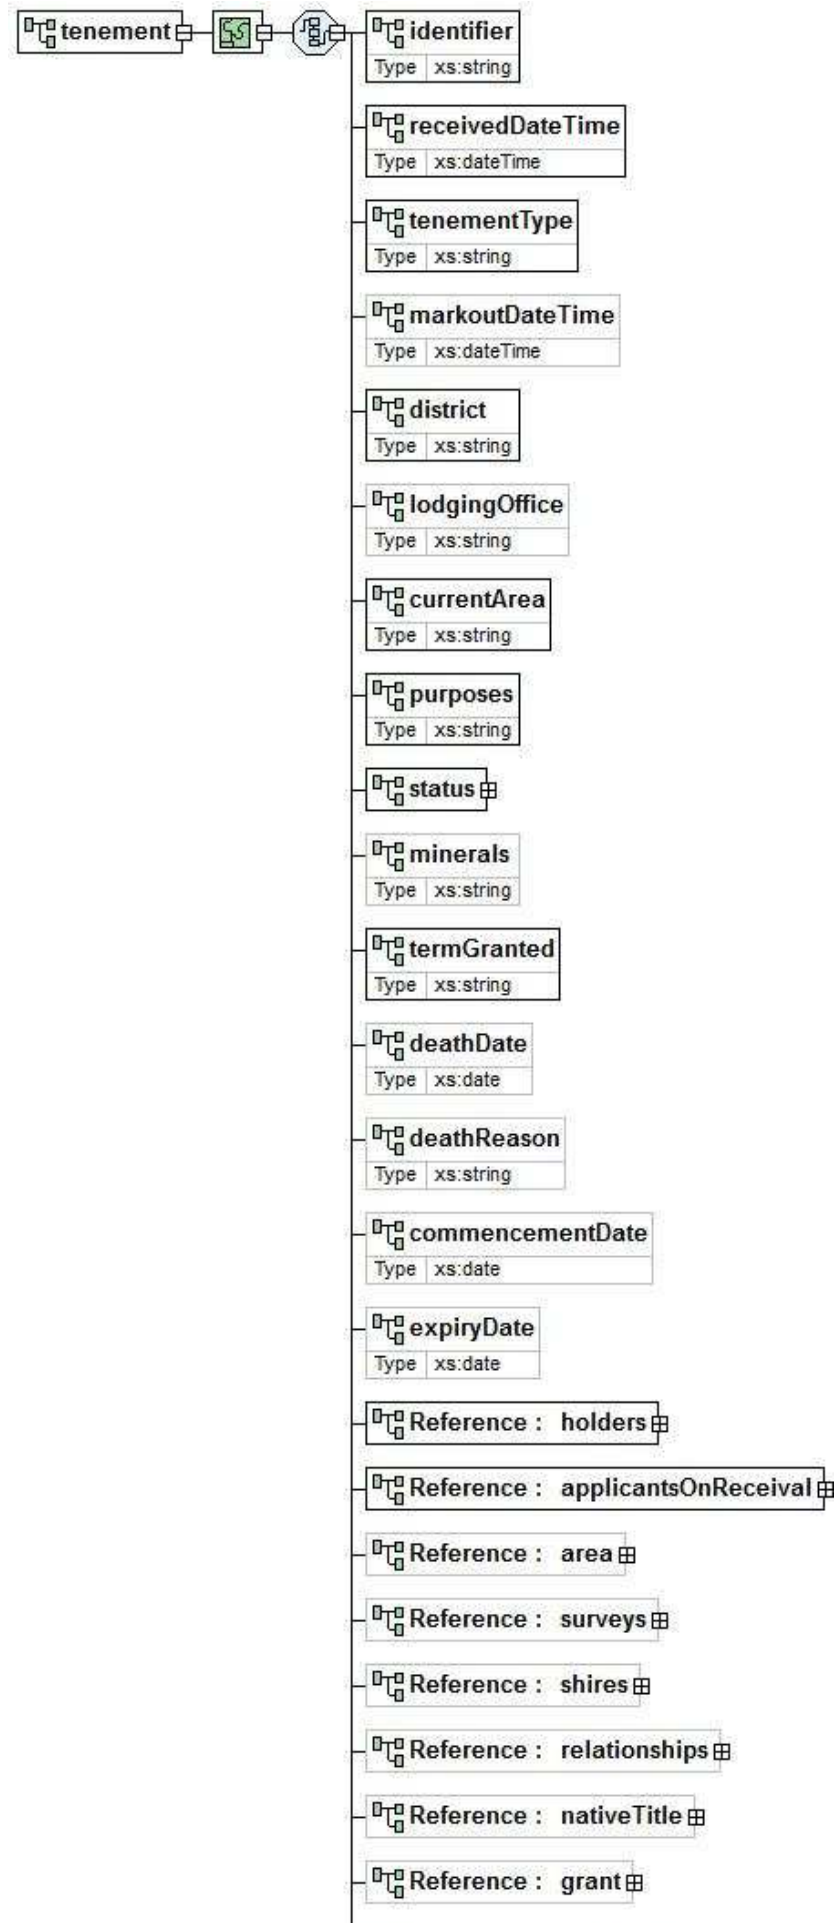 tenement
identifier
Type xs:string
receivedDateTime
Type xs:dateTime
tenementType
Type xs:string
markoutDateTime
Type xs:dateTime
district
Type xs:string
lodgingOffice
Type xs:string
currentArea
Type xs:string
purposes
Type xs:string
status
minerals
Type xs:string
termGranted
Type xs:string
deathDate
Type xs:date
deathReason
Type xs:string
commencementDate
Type xs:date
expiryDate
Type xs:date
Reference : holders
Reference : applicantsOnReceival
Reference : area
Reference : surveys
Reference : shires
Reference : relationships
Reference : nativeTitle
Reference : grant